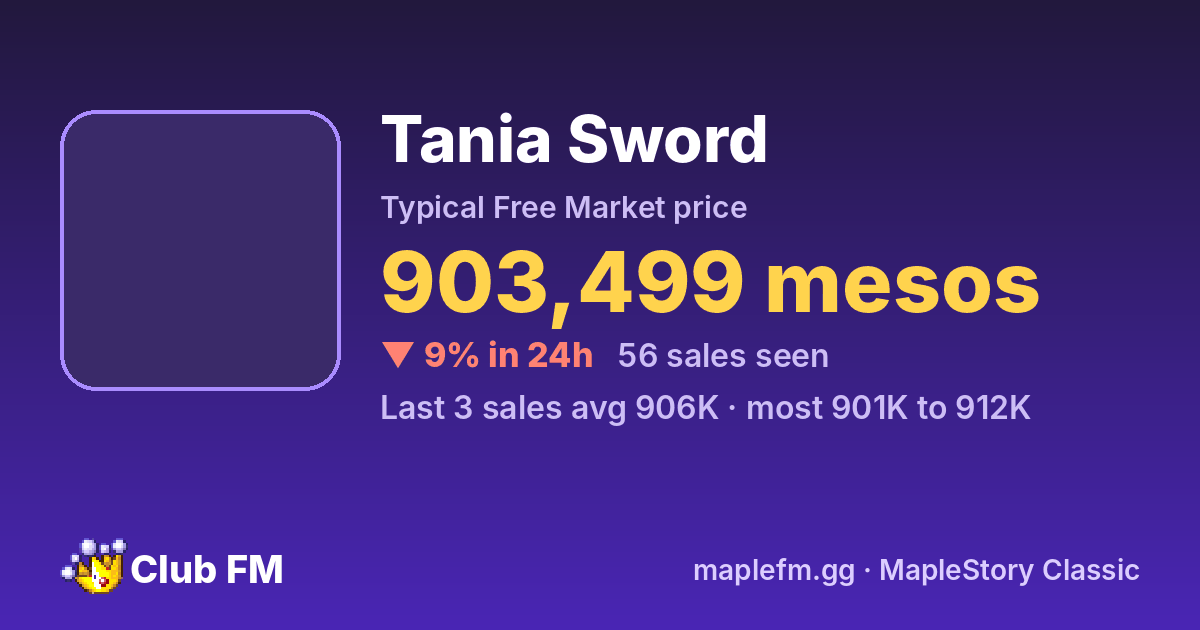 Tania Sword
Typical Free Market price
903,499 mesos
▼ 9% in 24h 56 sales seen
Last 3 sales avg 906K · most 901K to 912K
Club FM
maplefm.gg · MapleStory Classic